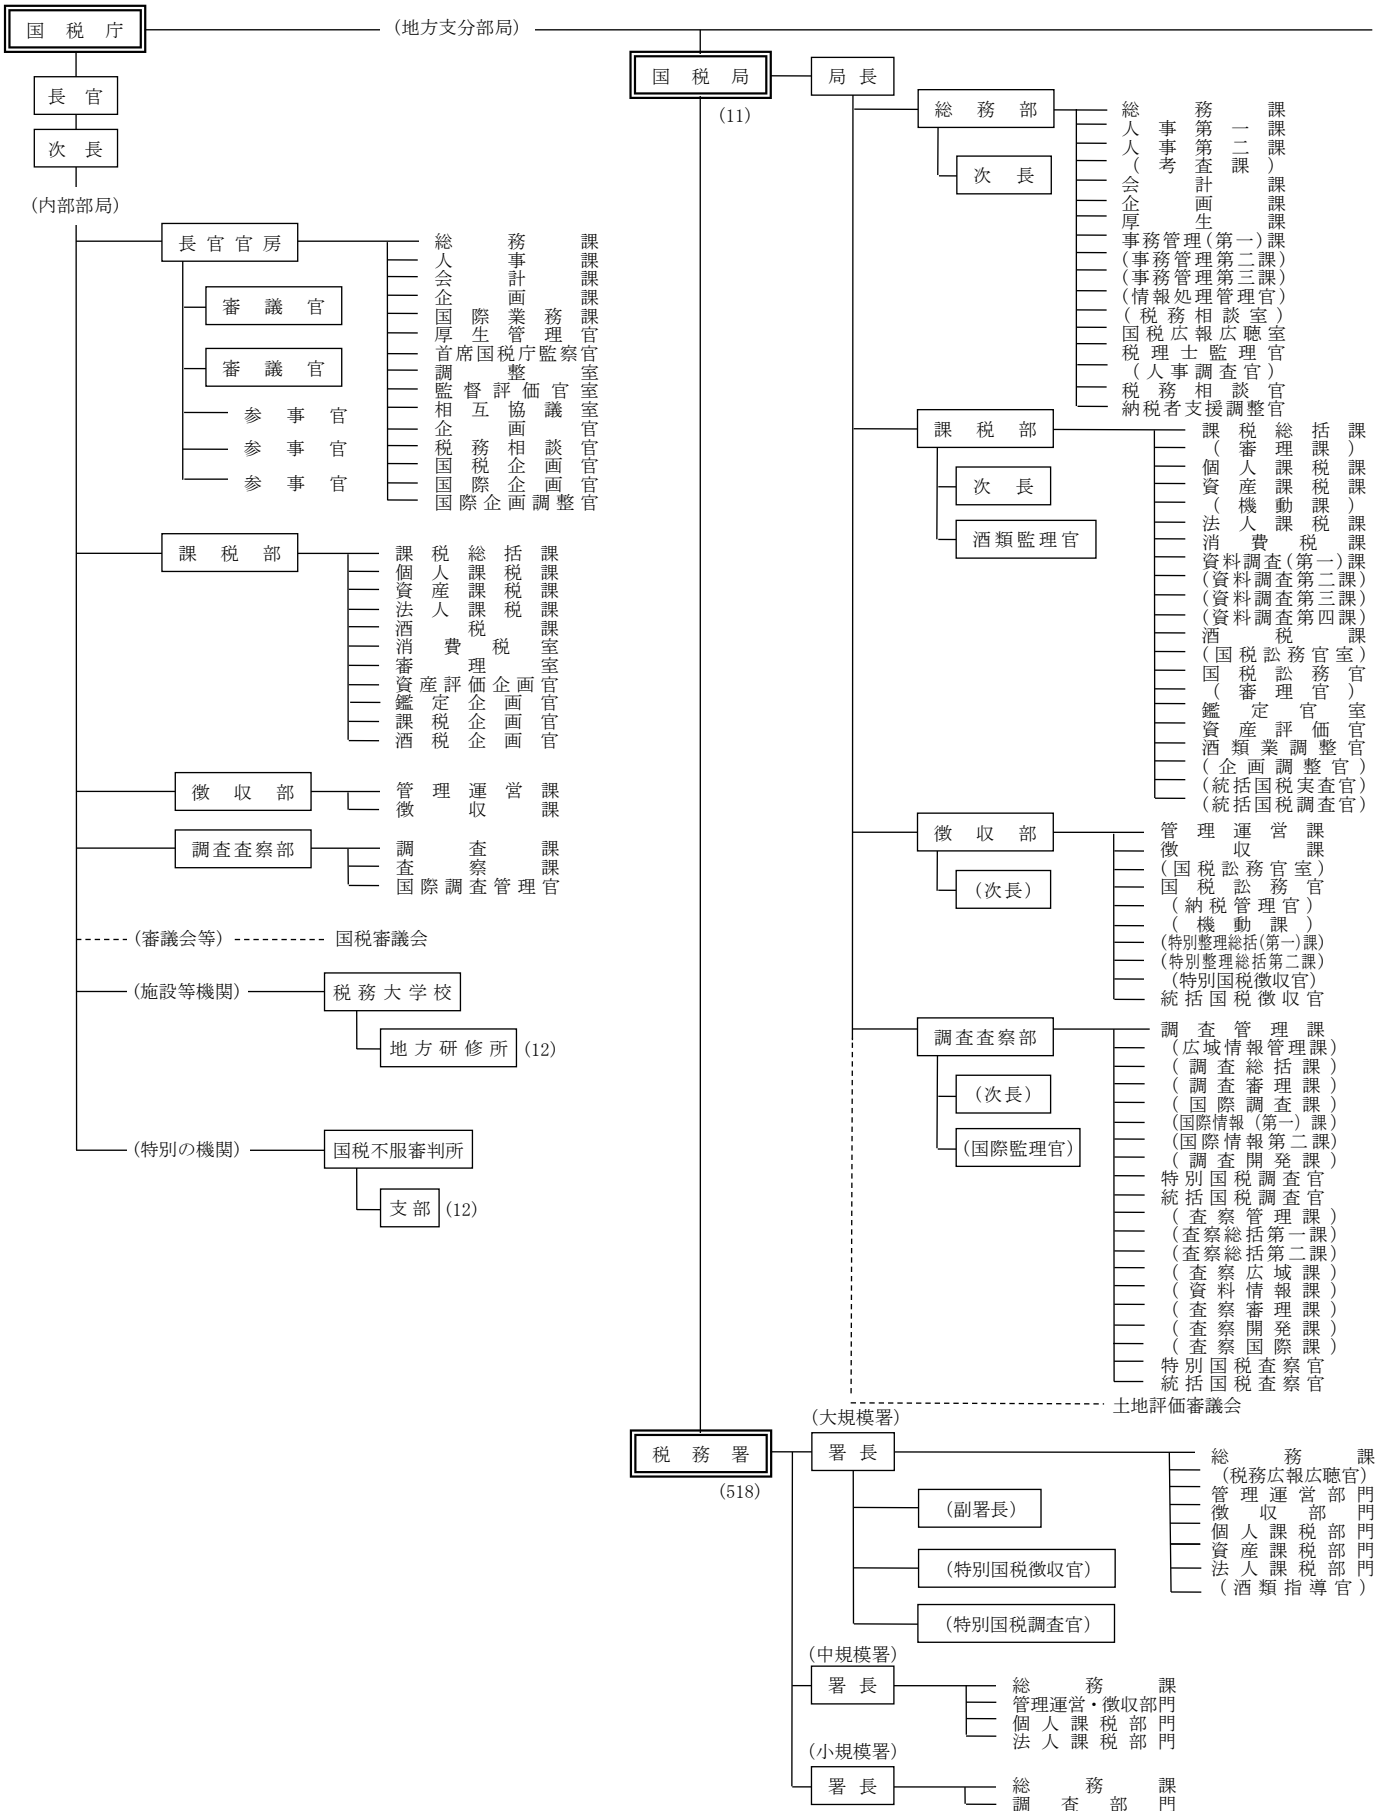 国税庁
(地方支分部局)
長官
次長
(内部部局)
長官官房
審議官
審議官
参事官
参事官
参事官
総務課
人事課
会計課
企画課
国際業務課
厚生管理官
首席国税庁監察官
調整室
監督評価官室
相互協議室
企画官
税務相談官
国税企画官
国際企画官
国際企画調整官
課税部
課税総括課
個人課税課
資産課税課
法人課税課
酒税課
消費税室
審理室
資産評価企画官
鑑定企画官
課税企画官
酒税企画官
徴収部
管理運営課
徴収課
調査査察部
調査課
査察課
国際調査管理官
(審議会等)
国税審議会
(施設等機関)
税務大学校
地方研修所 (12)
(特別の機関)
国税不服審判所
支部 (12)
国税局
(11)
局長
総務部
次長
総務課
人事第一課
人事第二課
(考査課)
会計課
企画課
厚生課
事務管理(第一)課
(事務管理第二課)
(事務管理第三課)
(情報処理管理官)
(税務相談室)
国税広報広聴室
税理士監理官
(人事調査官)
税務相談官
納税者支援調整官
課税部
次長
酒類監理官
課税総括課
(審理課)
個人課税課
資産課税課
(機動課)
法人課税課
消費税課
資料調査(第一)課
(資料調査第二課)
(資料調査第三課)
(資料調査第四課)
酒税課
(国税訟務官室)
国税訟務官
(審理官)
鑑定官室
資産評価官
酒類業調整官
(企画調整官)
(統括国税実査官)
(統括国税調査官)
徴収部
(次長)
管理運営課
徴収課
(国税訟務官室)
国税訟務官
(納税管理官)
(機動課)
(特別整理総括(第一)課)
(特別整理総括第二課)
(特別国税徴収官)
統括国税徴収官
調査査察部
(次長)
(国際監理官)
調査管理課
(広域情報管理課)
(調査総括課)
(調査審理課)
(国際調査課)
(国際情報(第一)課)
(国際情報第二課)
(調査開発課)
特別国税調査官
統括国税調査官
(査察管理課)
(査察総括第一課)
(査察総括第二課)
(査察広域課)
(資料情報課)
(査察審理課)
(査察開発課)
(査察国際課)
特別国税査察官
統括国税査察官
土地評価審議会
税務署
(518)
(大規模署)
署長
(副署長)
(特別国税徴収官)
(特別国税調査官)
総務課
(税務広報広聴官)
管理運営部門
徴収部門
個人課税部門
資産課税部門
法人課税部門
(酒類指導官)
(中規模署)
署長
総務課
管理運営・徴収部門
個人課税部門
法人課税部門
(小規模署)
署長
総務課
調査部門